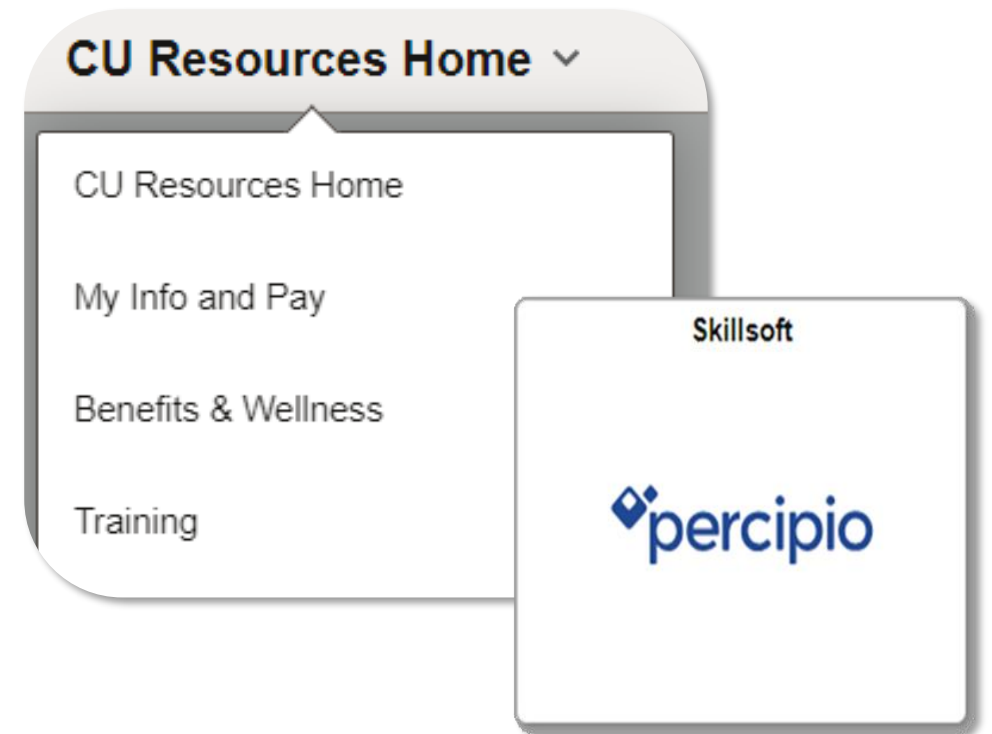 CU Resources Home
CU Resources Home
My Info and Pay
Benefits & Wellness
Training
Skillsoft
percipio